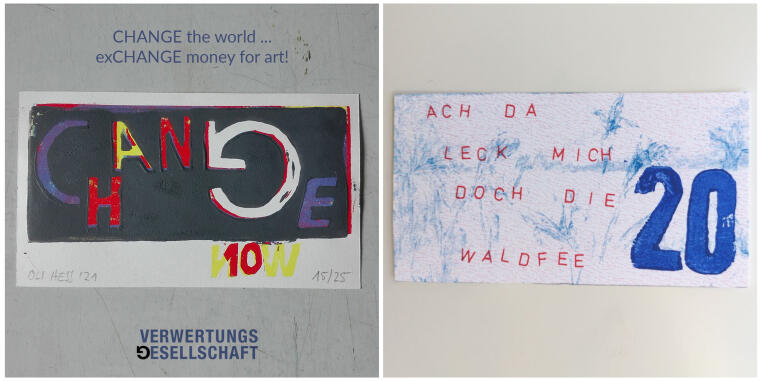 CHANGE the world ...
exCHANGE money for art!
CHANGE
NOW
10
OLI HESS '21
15/25
VERWERTUNGS
GESELLSCHAFT
ACH DA
LECK MICH
DOCH DIE
20
WALDFEE